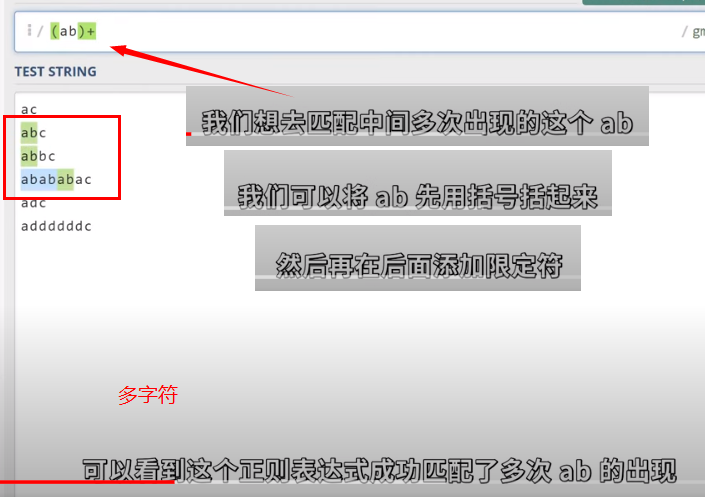 / (ab)+
/ gm
TEST STRING
ac
abc
abbc
abababac
adc
addddddc
我们想去匹配中间多次出现的这个 ab
我们可以将 ab 先用括号括起来
然后再在后面添加限定符
多字符
可以看到这个正则表达式成功匹配了多次 ab 的出现